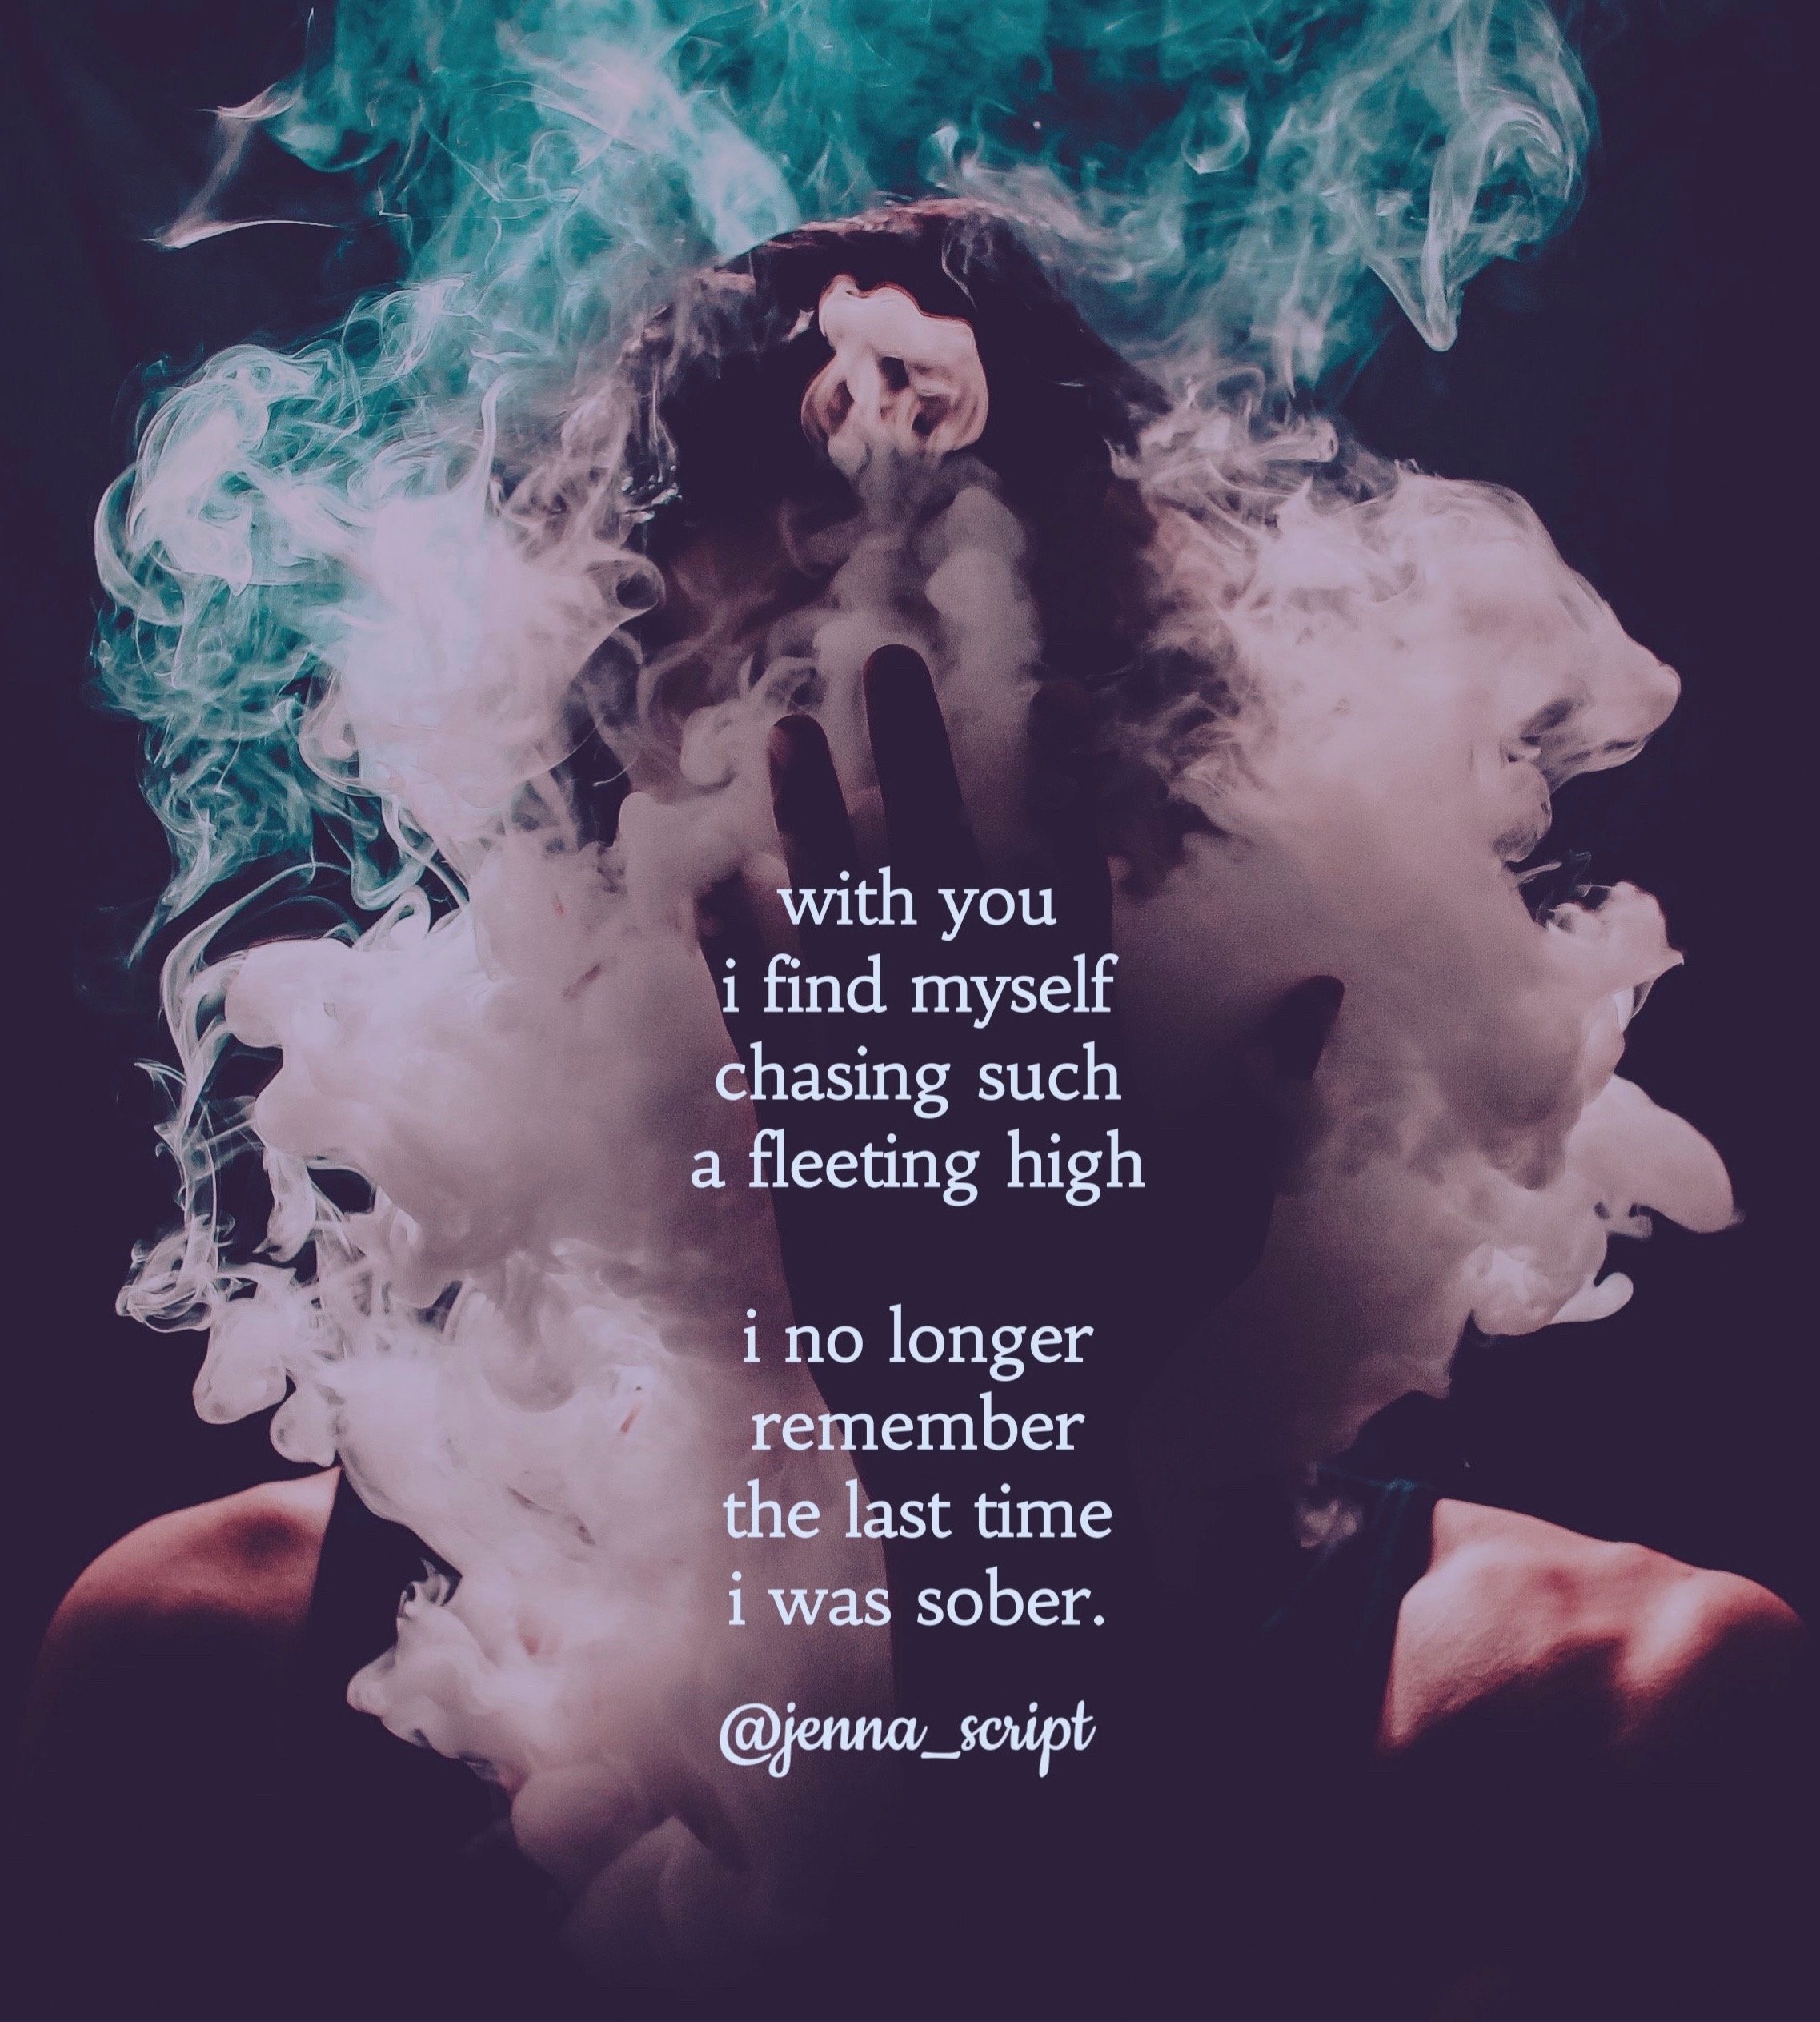 with you
i find myself
chasing such
a fleeting high
i no longer
remember
the last time
i was sober.
@jenna_script